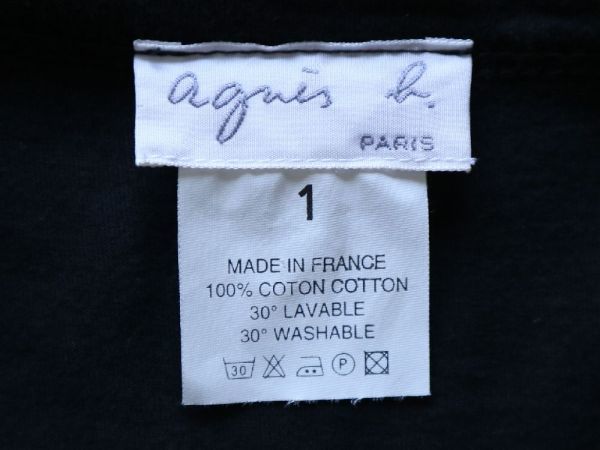 agnès b.
PARIS
1
MADE IN FRANCE
100% COTON COTTON
30° LAVABLE
30° WASHABLE
30 P